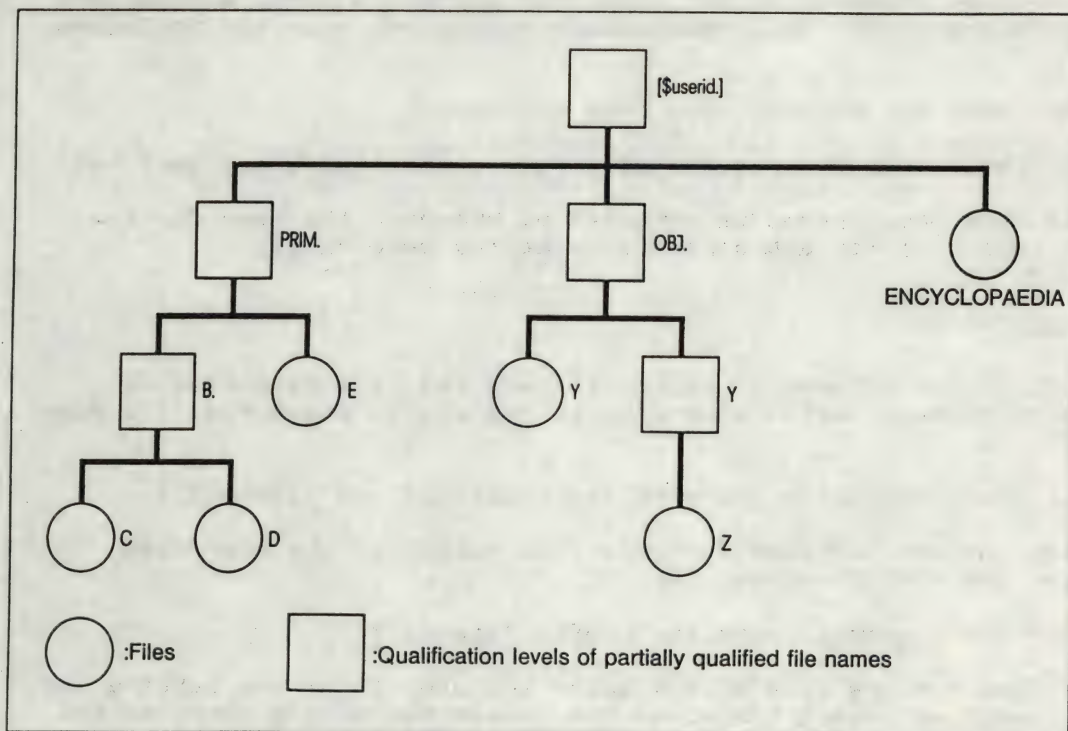 [$userid.]
PRIM.
OBJ.
ENCYCLOPAEDIA
B.
E
Y
Y
C
D
Z
:Files
:Qualification levels of partially qualified file names